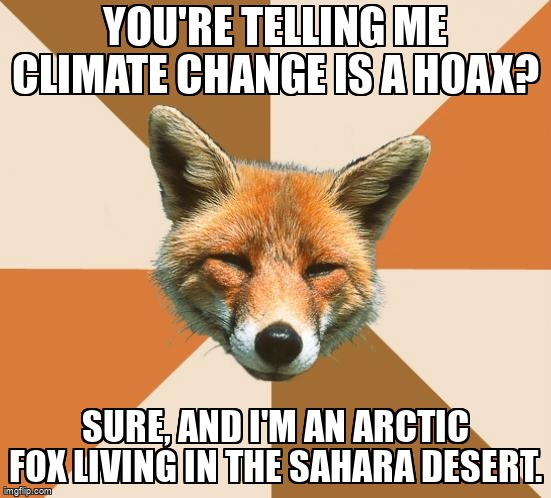 YOU'RE TELLING ME
CLIMATE CHANGE IS A HOAX?
SURE, AND I'M AN ARCTIC
FOX LIVING IN THE SAHARA DESERT.
imgflip.com